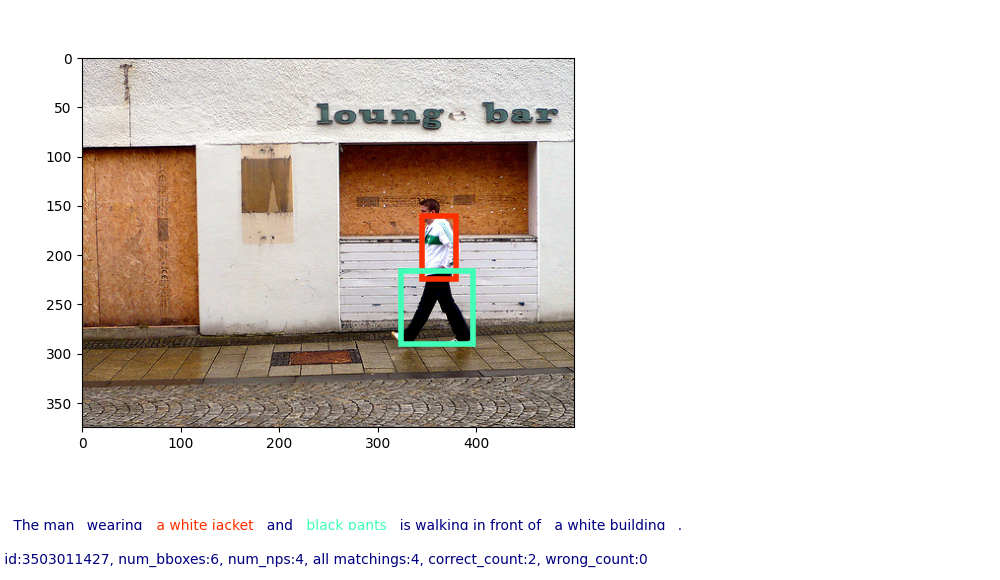 0
50
100
150
200
250
300
350
0 100 200 300 400
lounge bar
The man wearing a white jacket and black pants is walking in front of a white building .
id:3503011427, num_bboxes:6, num_nps:4, all matchings:4, correct_count:2, wrong_count:0